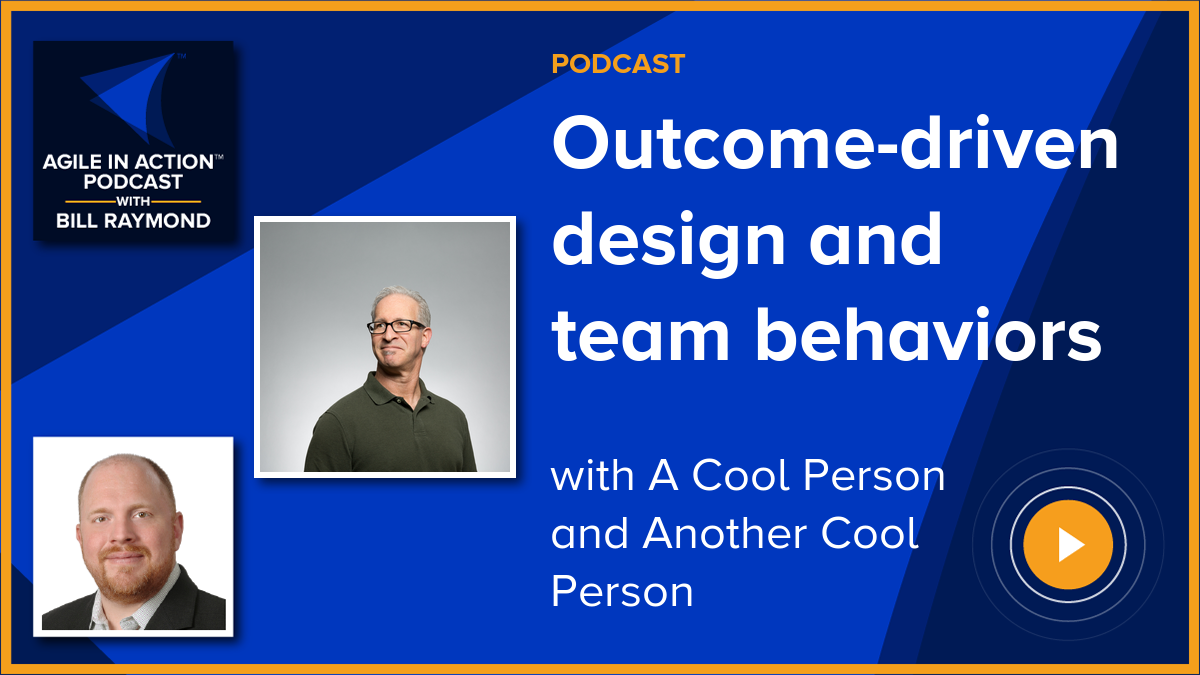 AGILE IN ACTION™
PODCAST
WITH
BILL RAYMOND
PODCAST
Outcome-driven
design and
team behaviors
with A Cool Person
and Another Cool
Person